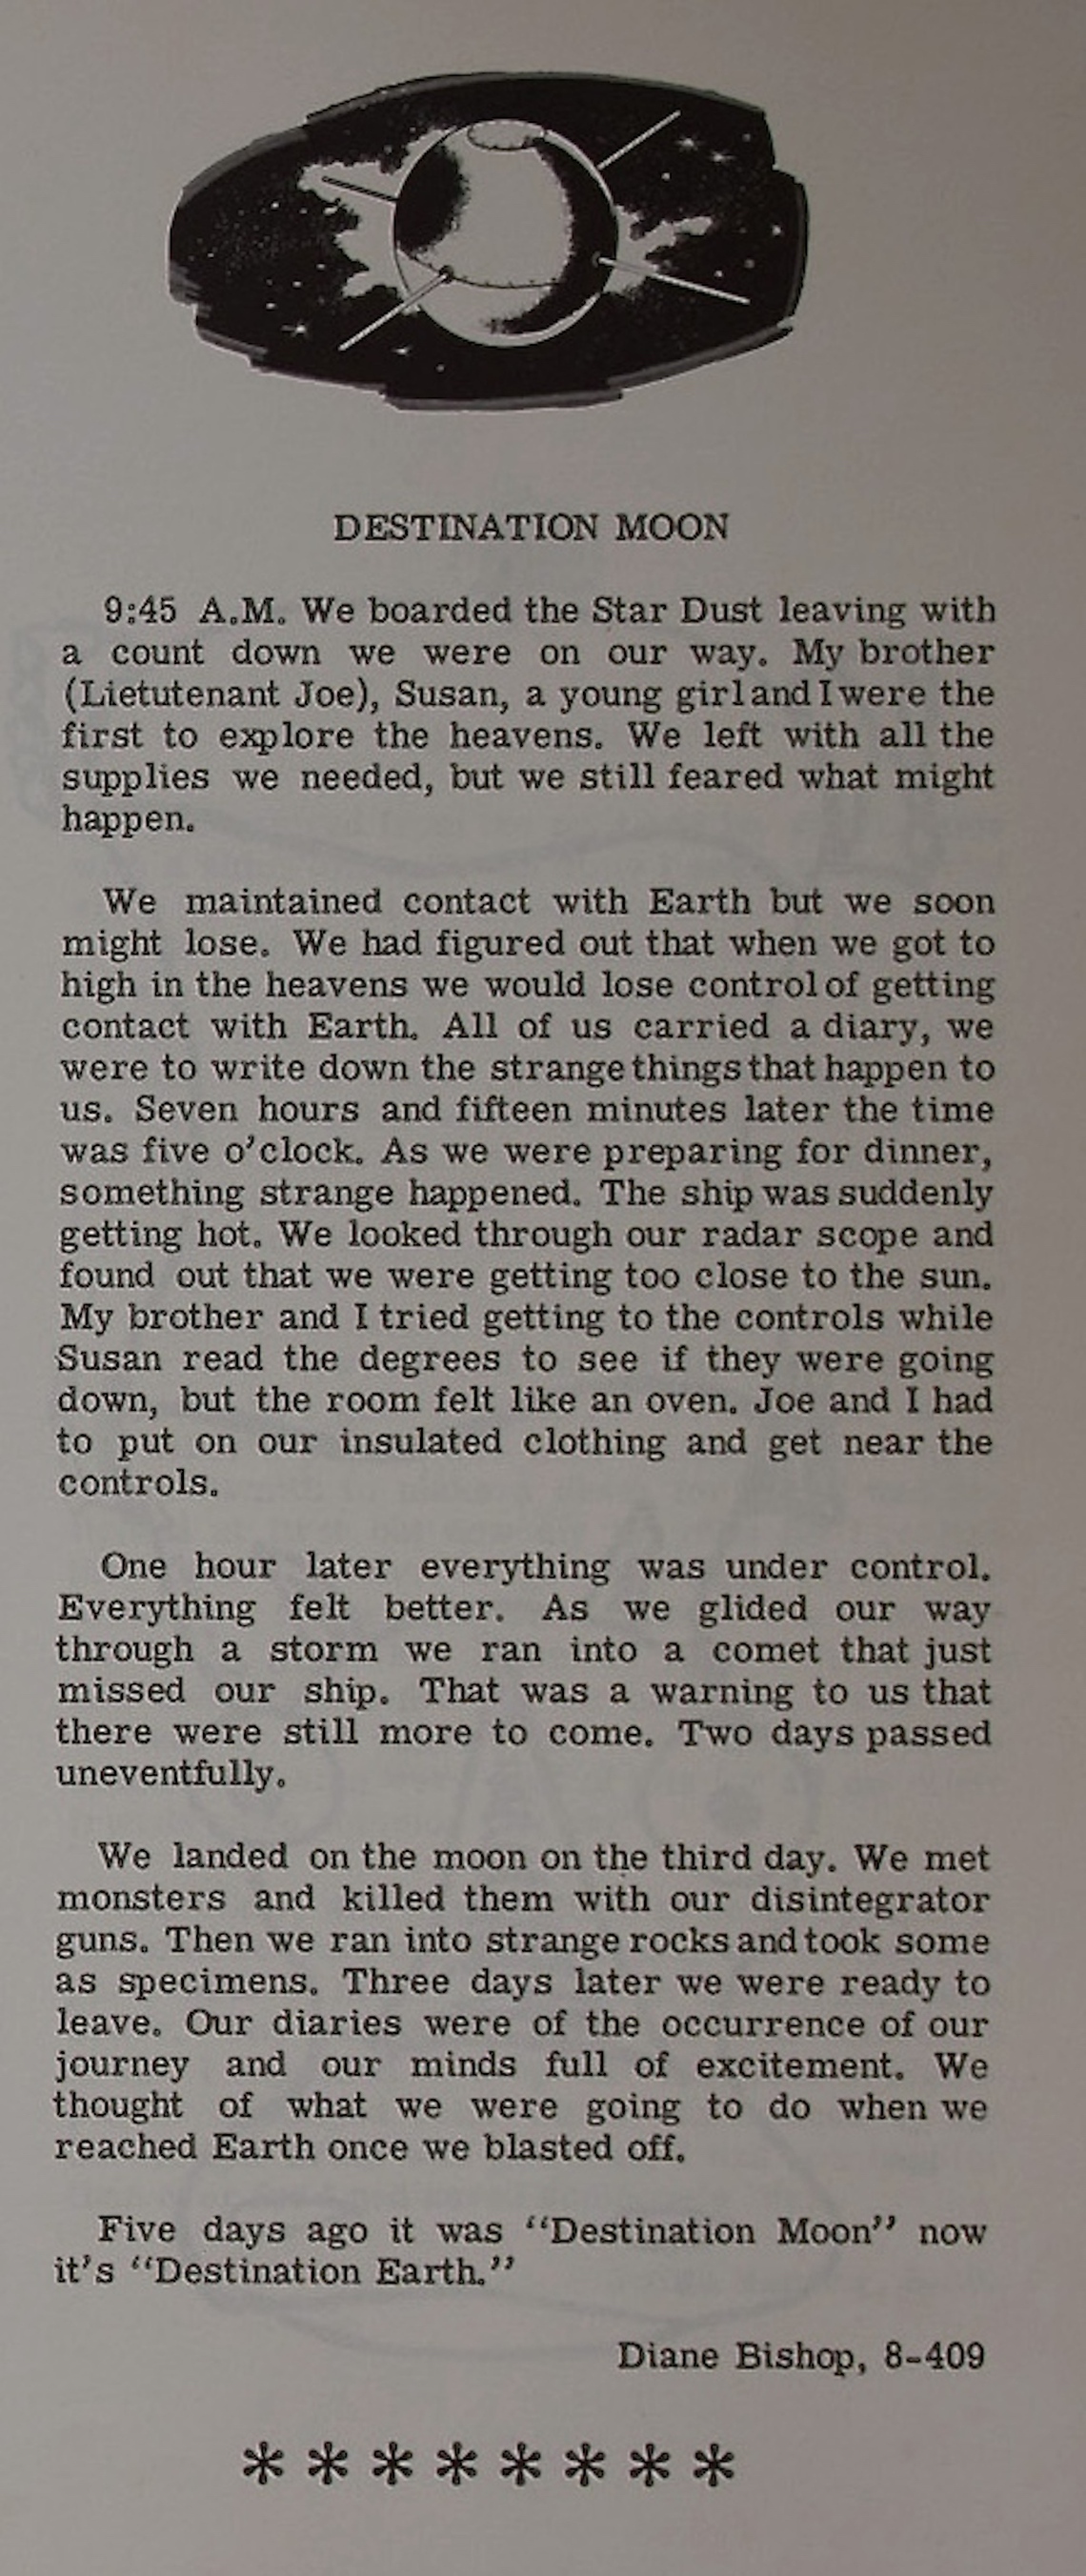 DESTINATION MOON
9:45 A.M. We boarded the Star Dust leaving with
a count down we were on our way. My brother
(Lietutenant Joe), Susan, a young girl and I were the
first to explore the heavens. We left with all the
supplies we needed, but we still feared what might
happen.
We maintained contact with Earth but we soon
might lose. We had figured out that when we got to
high in the heavens we would lose control of getting
contact with Earth. All of us carried a diary, we
were to write down the strange things that happen to
us. Seven hours and fifteen minutes later the time
was five o'clock. As we were preparing for dinner,
something strange happened. The ship was suddenly
getting hot. We looked through our radar scope and
found out that we were getting too close to the sun.
My brother and I tried getting to the controls while
Susan read the degrees to see if they were going
down, but the room felt like an oven. Joe and I had
to put on our insulated clothing and get near the
controls.
One hour later everything was under control.
Everything felt better. As we glided our way
through a storm we ran into a comet that just
missed our ship. That was a warning to us that
there were still more to come. Two days passed
uneventfully.
We landed on the moon on the third day. We met
monsters and killed them with our disintegrator
guns. Then we ran into strange rocks and took some
as specimens. Three days later we were ready to
leave. Our diaries were of the occurrence of our
journey and our minds full of excitement. We
thought of what we were going to do when we
reached Earth once we blasted off.
Five days ago it was "Destination Moon" now
it's "Destination Earth."
Diane Bishop, 8-409
* * * * * * * *